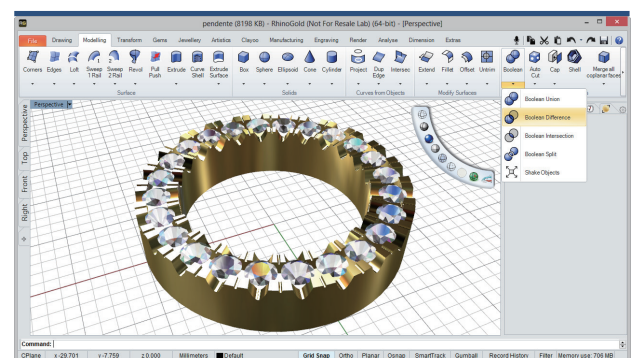 pendente (8198 KB) - RhinoGold (Not For Resale Lab) (64-bit) - [Perspective]
File Drawing Modelling Transform Gems Jewellery Artistics Clayoo Manufacturing Engraving Render Analyse Dimension Extras
Corners Edges Loft Sweep 1 Rail Sweep 2 Rail Revol Pull Push Extrude Curve Shell Extrude Surface Box Sphere Ellipsoid Cone Cylinder Project Dup Edge Intersec Extend Fillet Offset Untrim Boolean Auto Cut Cap Shell Merge all coplanar faces
Surface Solids Curves from Objects Modify Surfaces
Perspective
Boolean Union
Boolean Difference
Boolean Intersection
Boolean Split
Shake Objects
Perspective
Top
Front
Right
Command:
CPlane x -29.701 y -7.759 z 0.000 Millimeters Default Grid Snap Ortho Planar Osnap SmartTrack Gumball Record History Filter Memory use: 706 MB